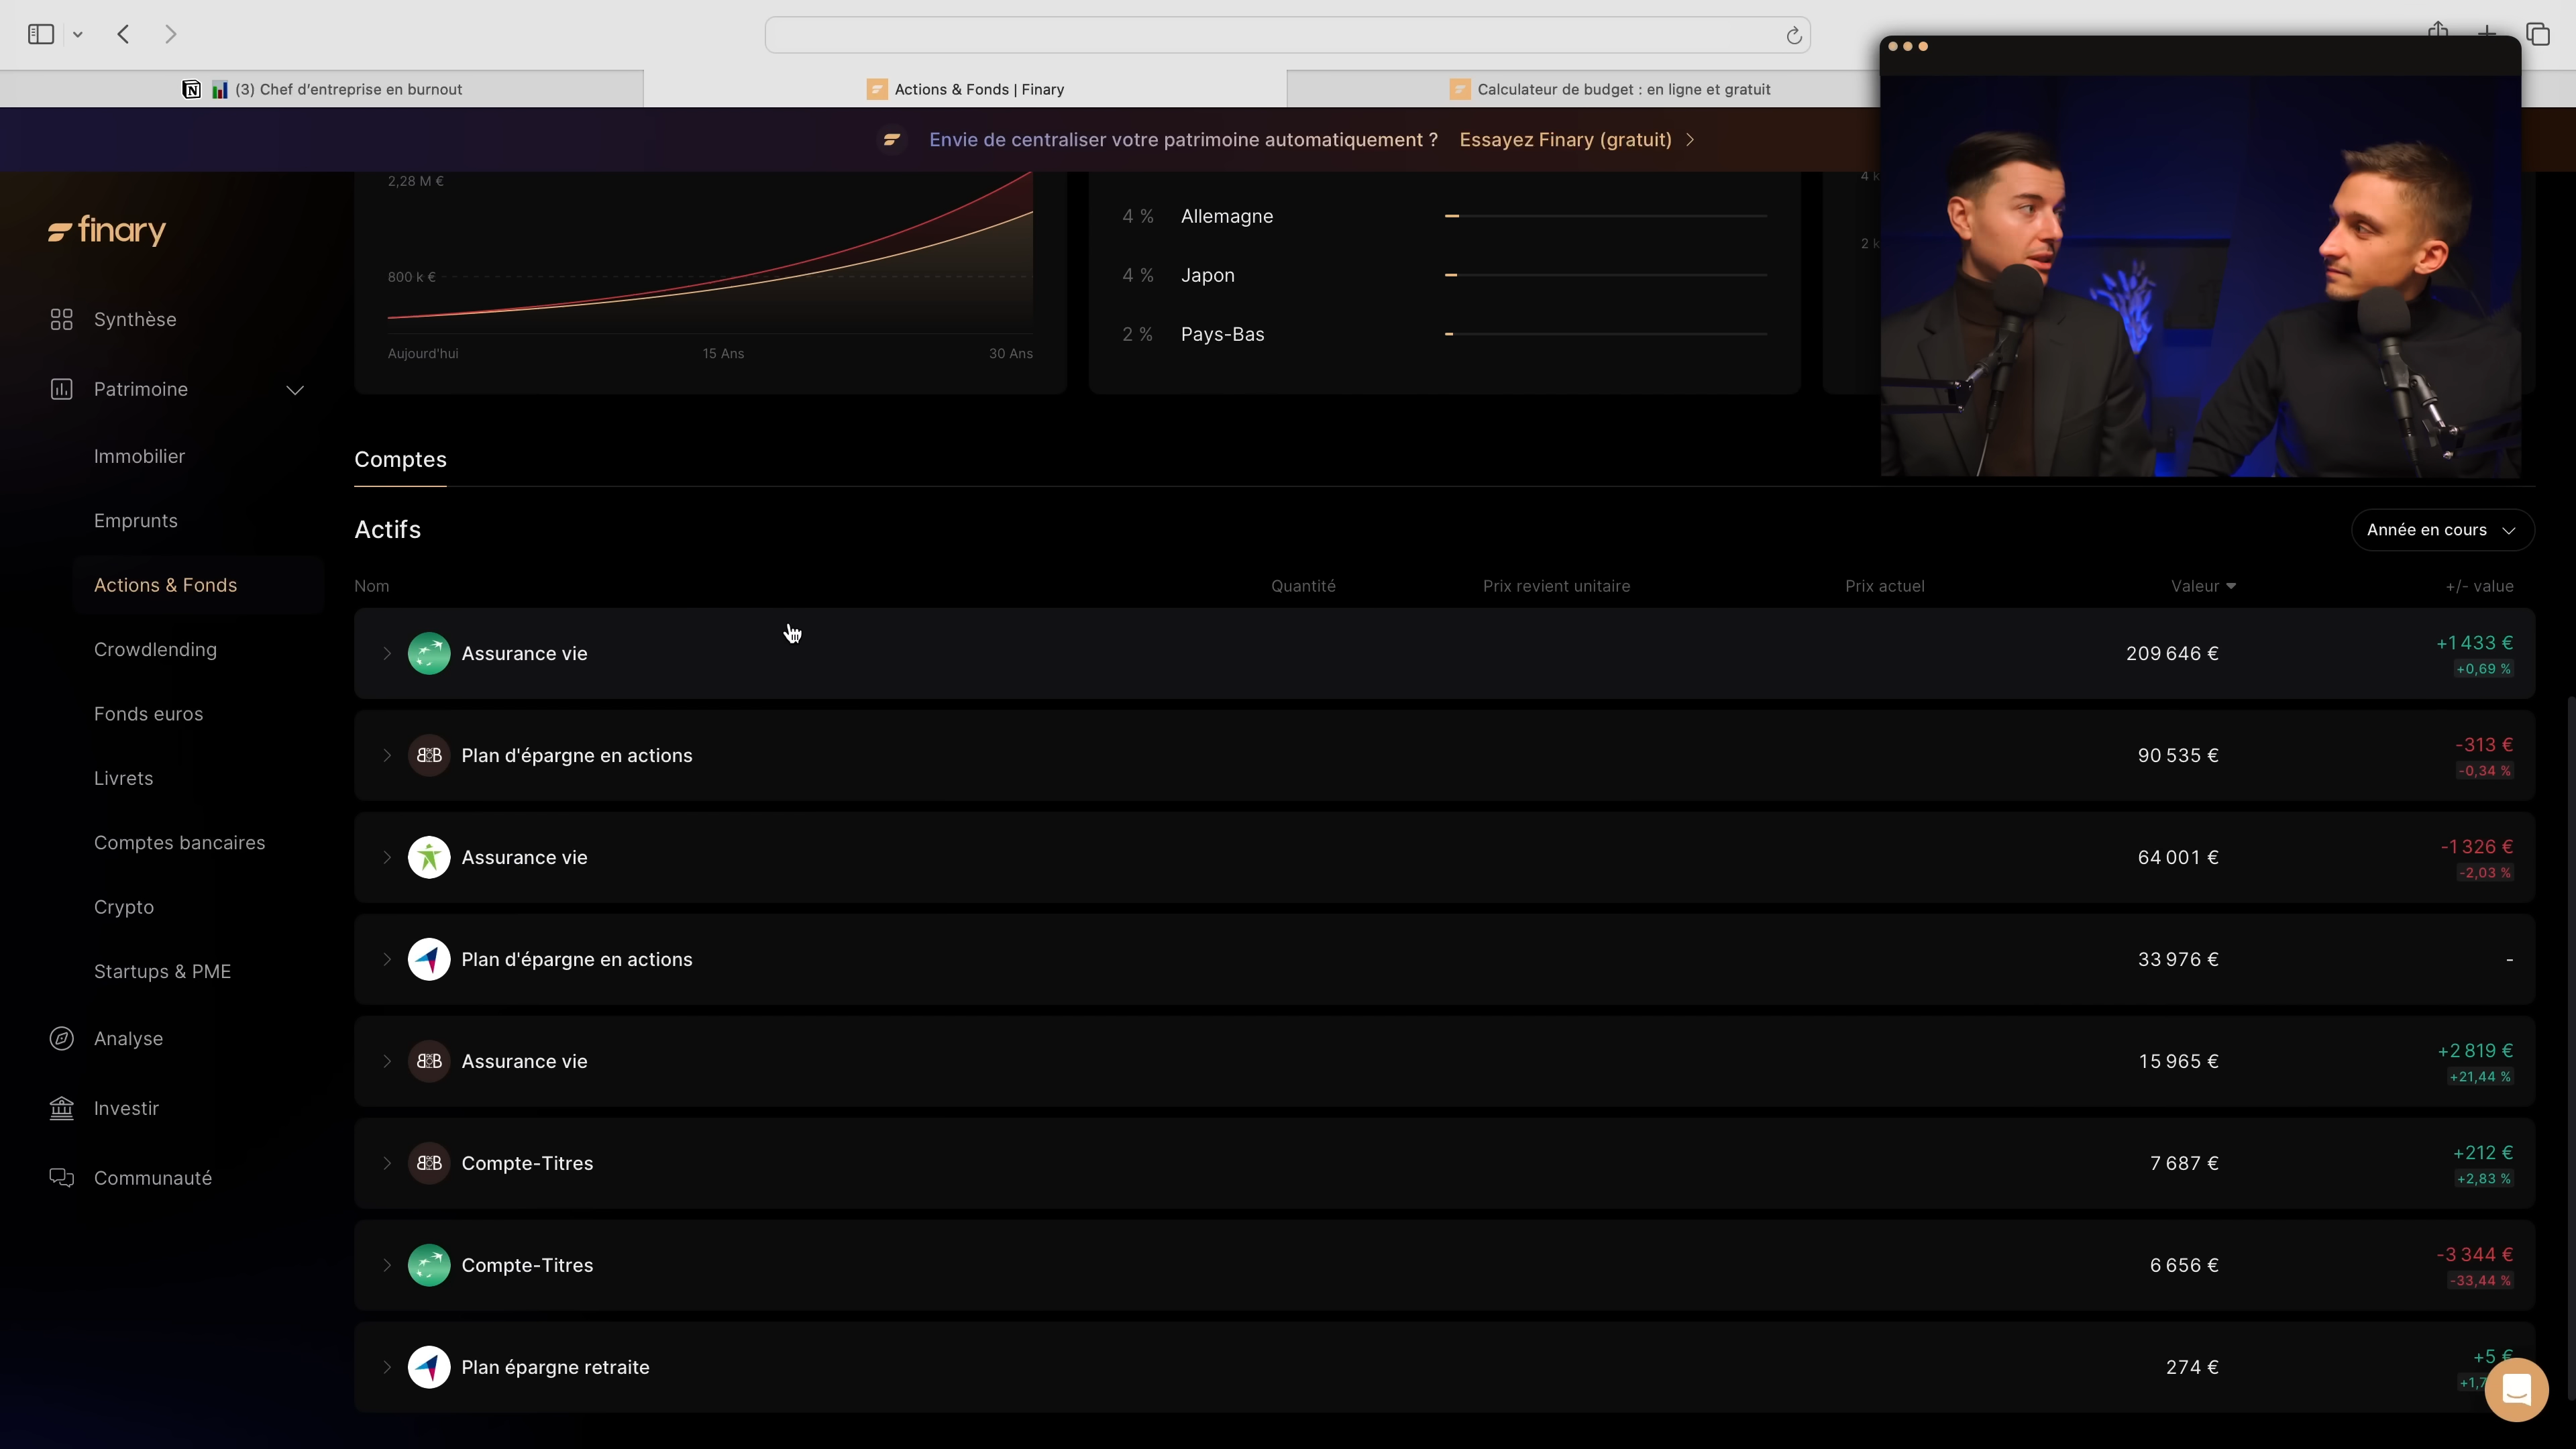 (3) Chef d'entreprise en burnout
Actions & Fonds | Finary
Calculateur de budget : en ligne et gratuit
Envie de centraliser votre patrimoine automatiquement ? Essayez Finary (gratuit)
finary
Synthèse
Patrimoine
Immobilier
Emprunts
Actions & Fonds
Crowdlending
Fonds euros
Livrets
Comptes bancaires
Crypto
Startups & PME
Analyse
Investir
Communauté
2,28 M €
800 k €
Aujourd'hui 15 Ans 30 Ans
4 % Allemagne
4 % Japon
2 % Pays-Bas
4 k
2 k
Comptes
Actifs
Année en cours
Nom Quantité Prix revient unitaire Prix actuel Valeur +/- value
Assurance vie 209 646 € +1 433 €
+0,69 %
Plan d'épargne en actions 90 535 € -313 €
-0,34 %
Assurance vie 64 001 € -1 326 €
-2,03 %
Plan d'épargne en actions 33 976 € -
BB Assurance vie 15 965 € +2 819 €
+21,44 %
Compte-Titres 7 687 € +212 €
+2,83 %
Compte-Titres 6 656 € -3 344 €
-33,44 %
Plan épargne retraite 274 € +5 €
+1,7